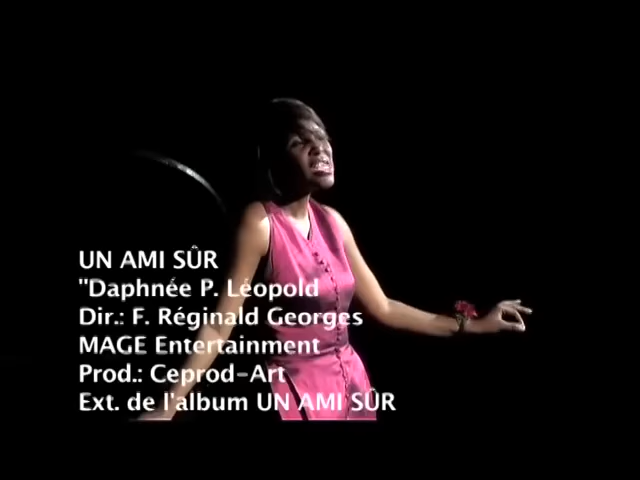 UN AMI SÛR
"Daphnée P. Léopold
Dir.: F. Réginald Georges
MAGE Entertainment
Prod.: Ceprod-Art
Ext. de l'album UN AMI SÛR